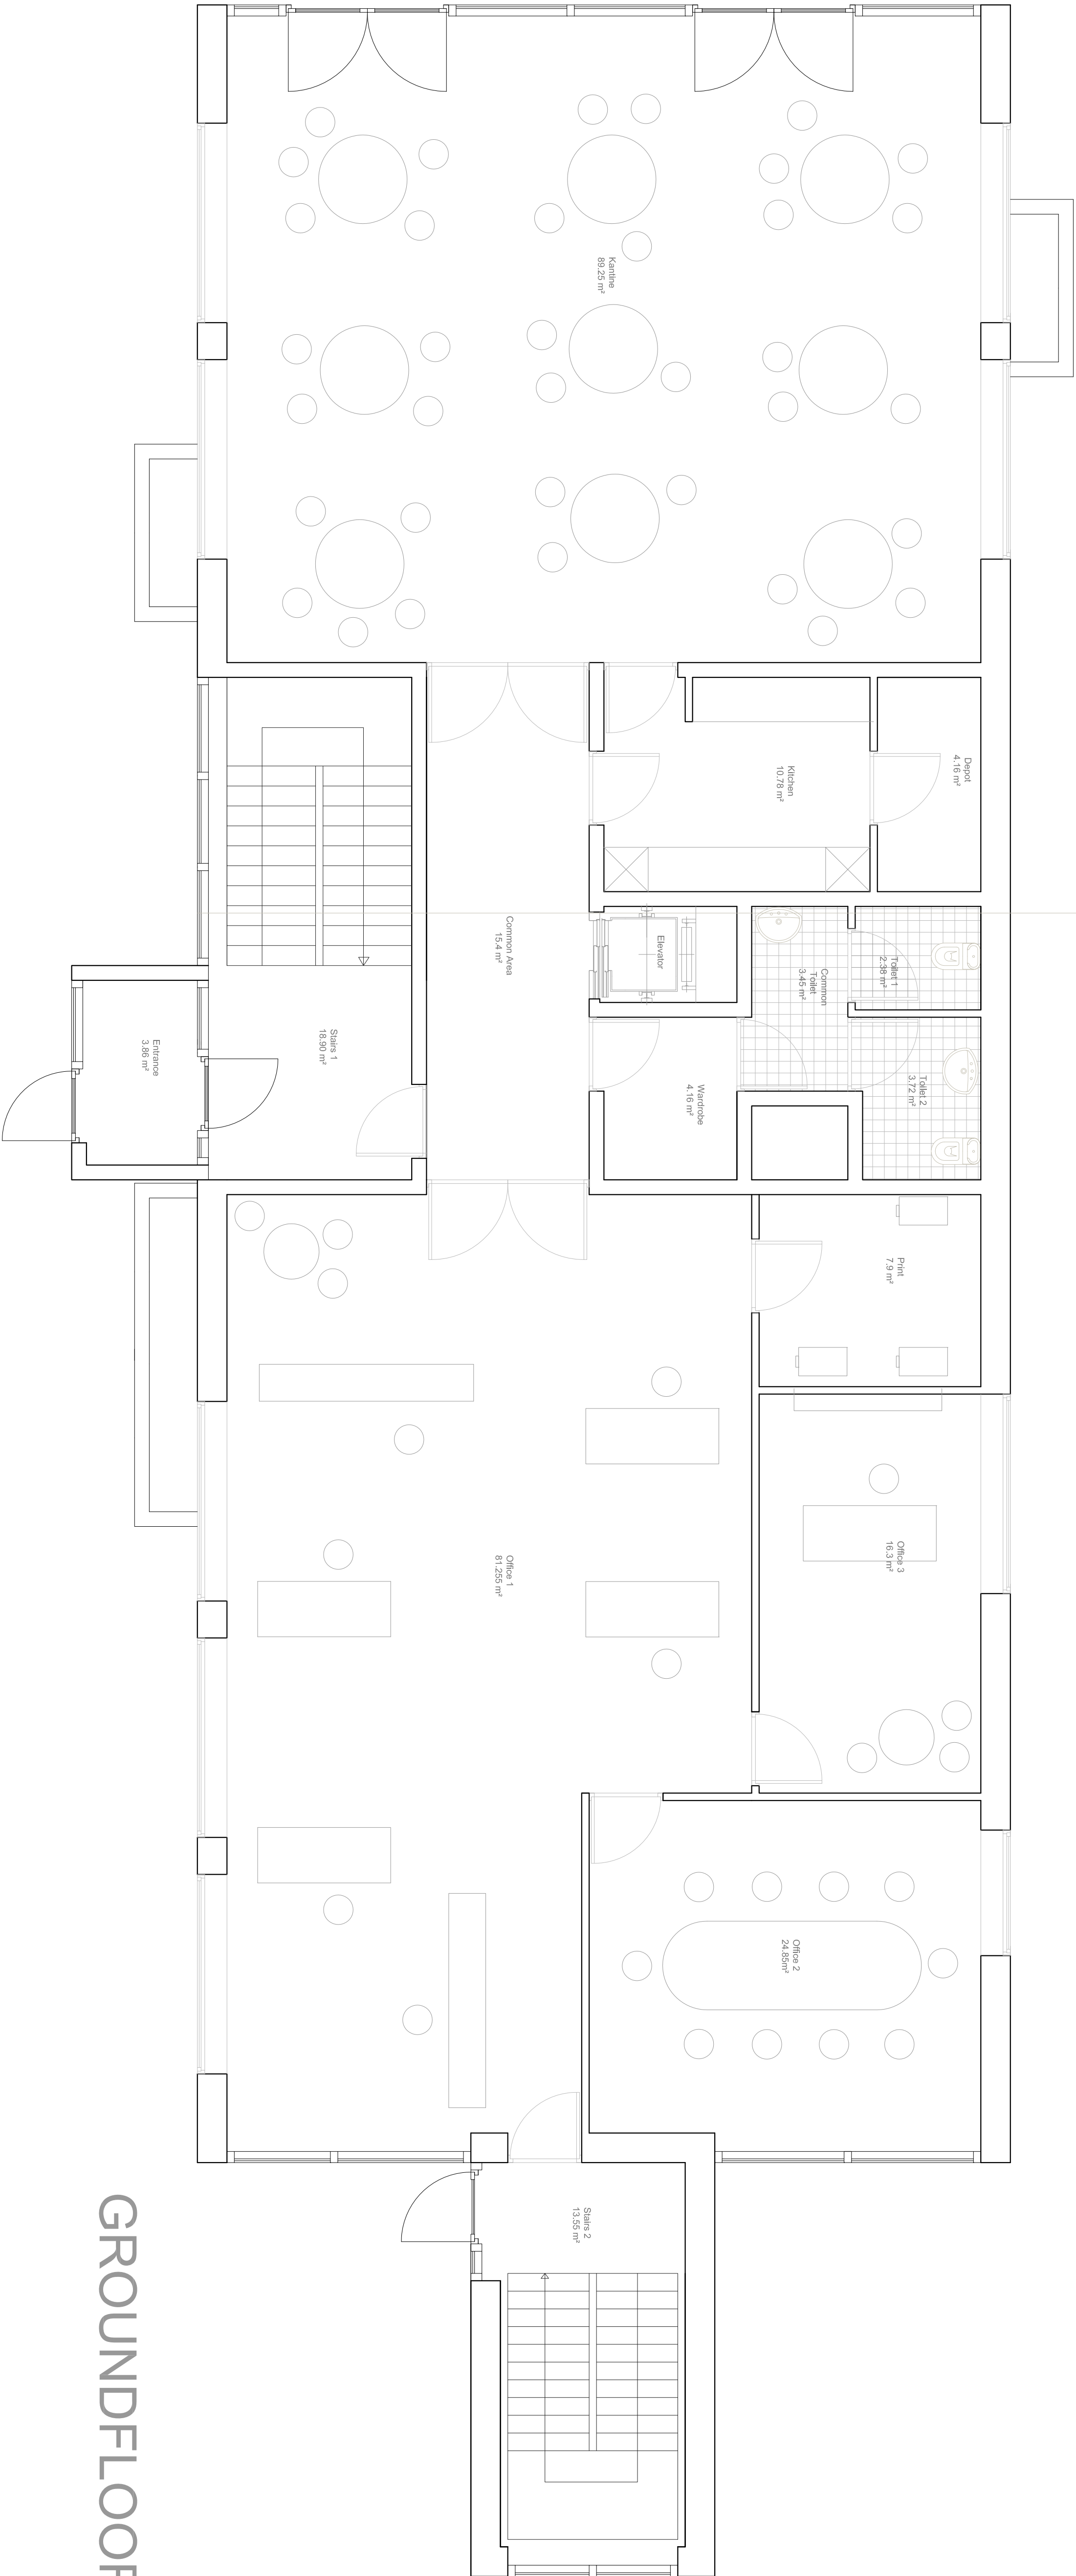 Kantine
89.25 m²
Depot
4.16 m²
Kitchen
10.78 m²
Common Area
15.4 m²
Elevator
Toilet 1
2.38 m²
Common
Toilet
3.45 m²
Stairs 1
18.90 m²
Entrance
3.86 m²
Toilet 2
3.72 m²
Wardrobe
4.16 m²
Print
7.9 m²
Office 3
16.3 m²
Office 1
81.255 m²
Office 2
24.85m²
Stairs 2
13.55 m²
GROUNDFLOOR